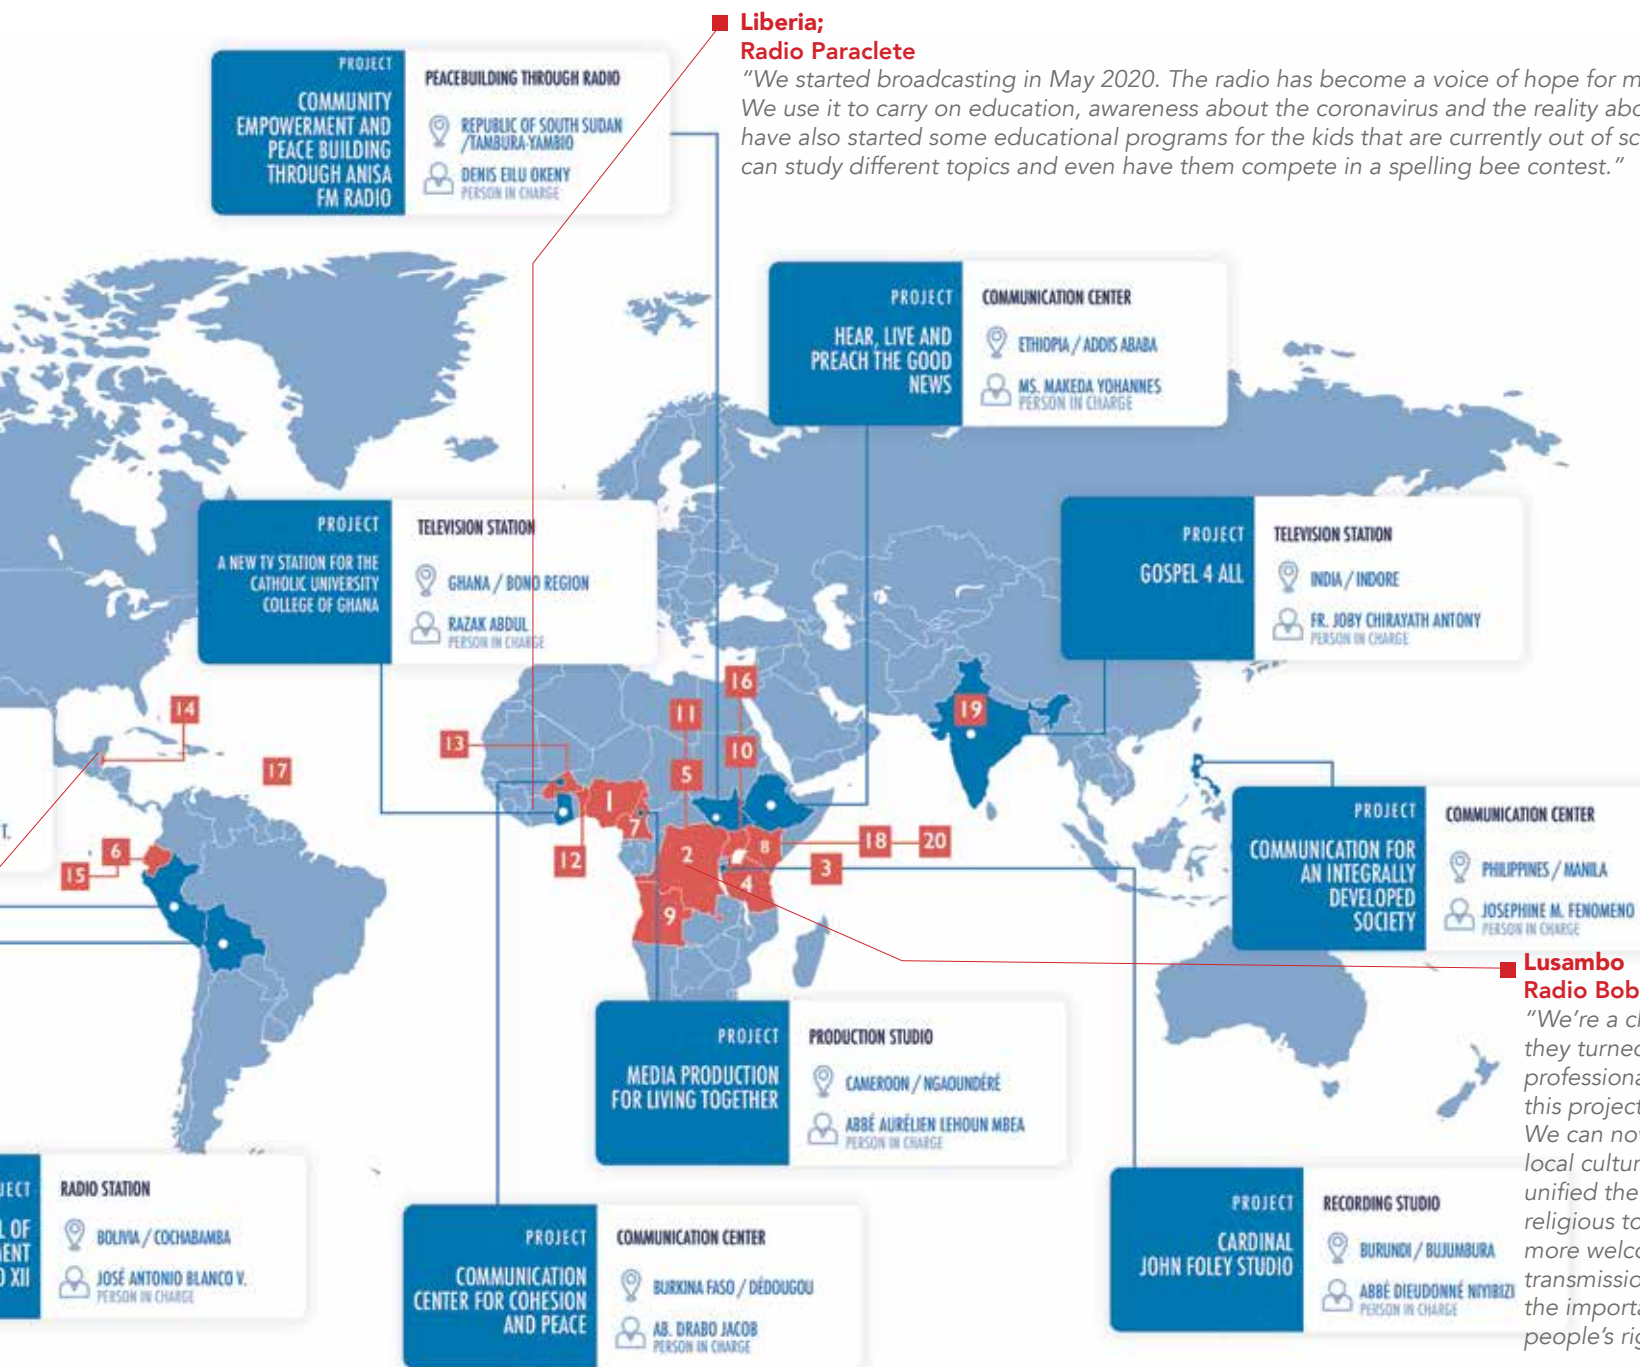 Liberia;
Radio Paraclete
“We started broadcasting in May 2020. The radio has become a voice of hope for
We use it to carry on education, awareness about the coronavirus and the reality
have also started some educational programs for the kids that are currently out of
can study different topics and even have them compete in a spelling bee contest.”
PROJECT
COMMUNITY
EMPOWERMENT AND
PEACE BUILDING
THROUGH ANISA
FM RADIO
PEACEBUILDING THROUGH RADIO
REPUBLIC OF SOUTH SUDAN
/TAMBURA-YAMBIO
DENIS EILU OKENY
PERSON IN CHARGE
PROJECT
HEAR, LIVE AND
PREACH THE GOOD
NEWS
COMMUNICATION CENTER
ETHIOPIA / ADDIS ABABA
MS. MAKEDA YOHANNES
PERSON IN CHARGE
PROJECT
A NEW TV STATION FOR THE
CATHOLIC UNIVERSITY
COLLEGE OF GHANA
TELEVISION STATION
GHANA / BONO REGION
RAZAK ABDUL
PERSON IN CHARGE
PROJECT
GOSPEL 4 ALL
TELEVISION STATION
INDIA / INDORE
FR. JOBY CHIRAYATH ANTONY
PERSON IN CHARGE
14
17
6
15
13
11
16
10
5
1
7
12
2
8
18
20
3
4
9
19
T.
PROJECT
COMMUNICATION FOR
AN INTEGRALLY
DEVELOPED
SOCIETY
COMMUNICATION CENTER
PHILIPPINES / MANILA
JOSEPHINE M. FENOMENO
PERSON IN CHARGE
Lusambo
Radio Bob
“We’re a
they turned
professiona
this project
We can
local cultur
unified the
religious
more
transmissio
the
people’s
PROJECT
MEDIA PRODUCTION
FOR LIVING TOGETHER
PRODUCTION STUDIO
CAMEROON / NGAOUNDÉRÉ
ABBÉ AURÉLIEN LEHOUN MBEA
PERSON IN CHARGE
JECT
L OF
MENT
XII
RADIO STATION
BOLIVIA / COCHABAMBA
JOSÉ ANTONIO BLANCO V.
PERSON IN CHARGE
PROJECT
COMMUNICATION
CENTER FOR COHESION
AND PEACE
COMMUNICATION CENTER
BURKINA FASO / DÉDOUGOU
AB. DRABO JACOB
PERSON IN CHARGE
PROJECT
CARDINAL
JOHN FOLEY STUDIO
RECORDING STUDIO
BURUNDI / BUJUMBURA
ABBÉ DIEUDONNÉ NIYIBIZI
PERSON IN CHARGE